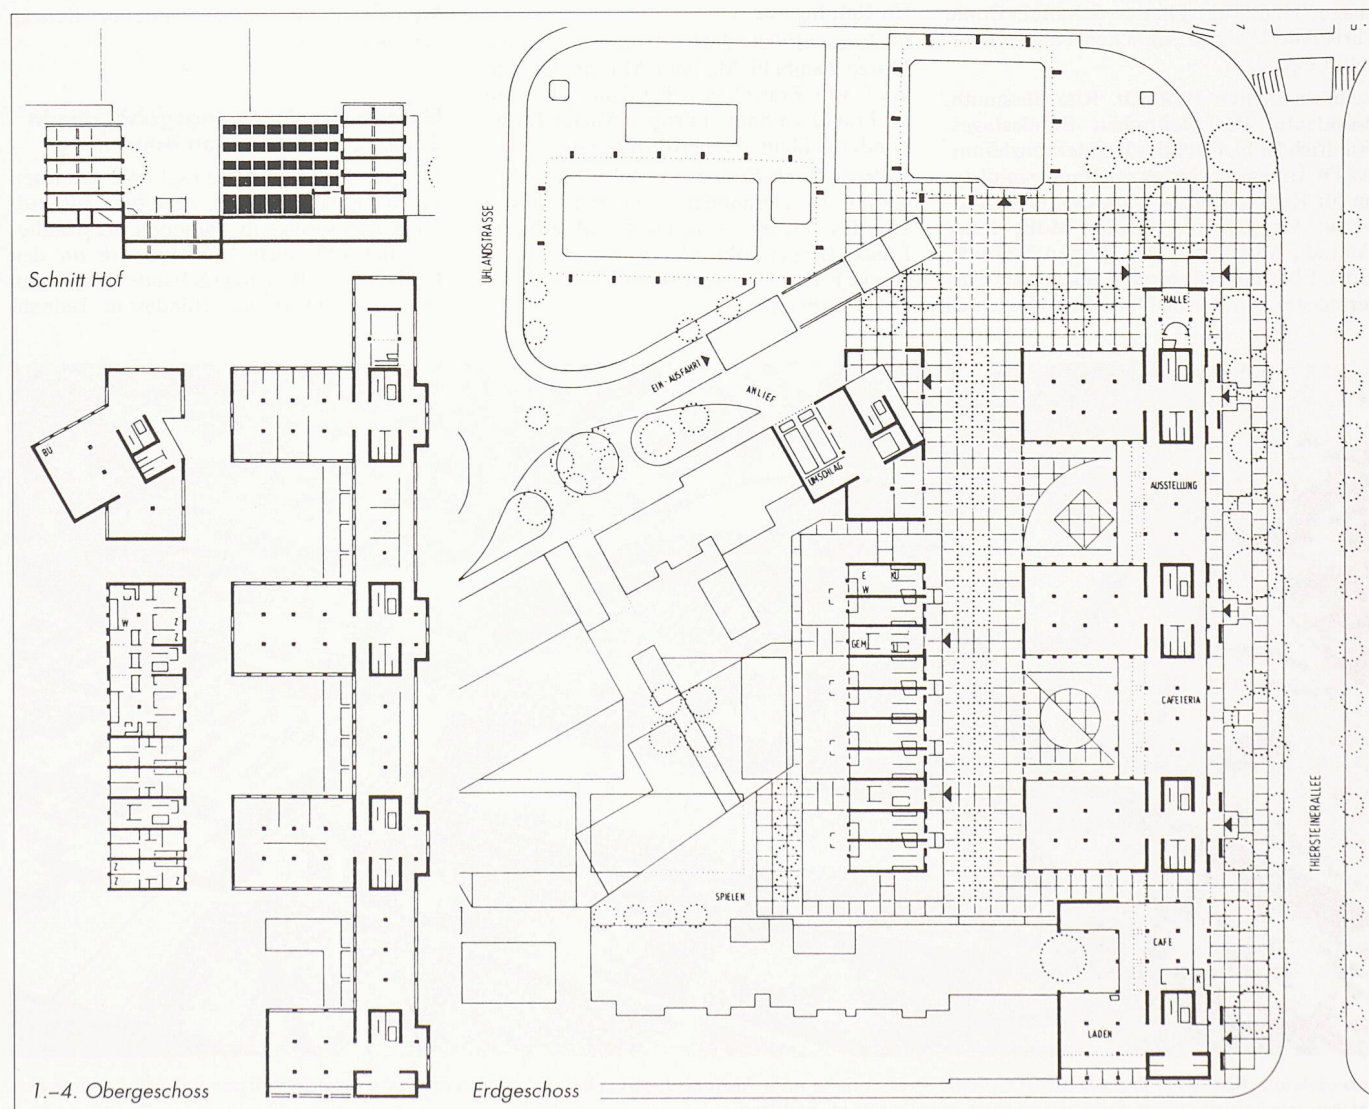 Schnitt Hof
1.–4. Obergeschoss
BÜ
W
Z
Z
Z
Z
Z
Z
Z
Erdgeschoss
UHLANDSTRASSE
EIN-AUSFAHRT
ANLIEF
UMSCHLAG
HALLE
AUSSTELLUNG
E
KÜ
W
GEM
CAFETERIA
THIERSTEINERALLEE
SPIELEN
CAFE
K
LADEN